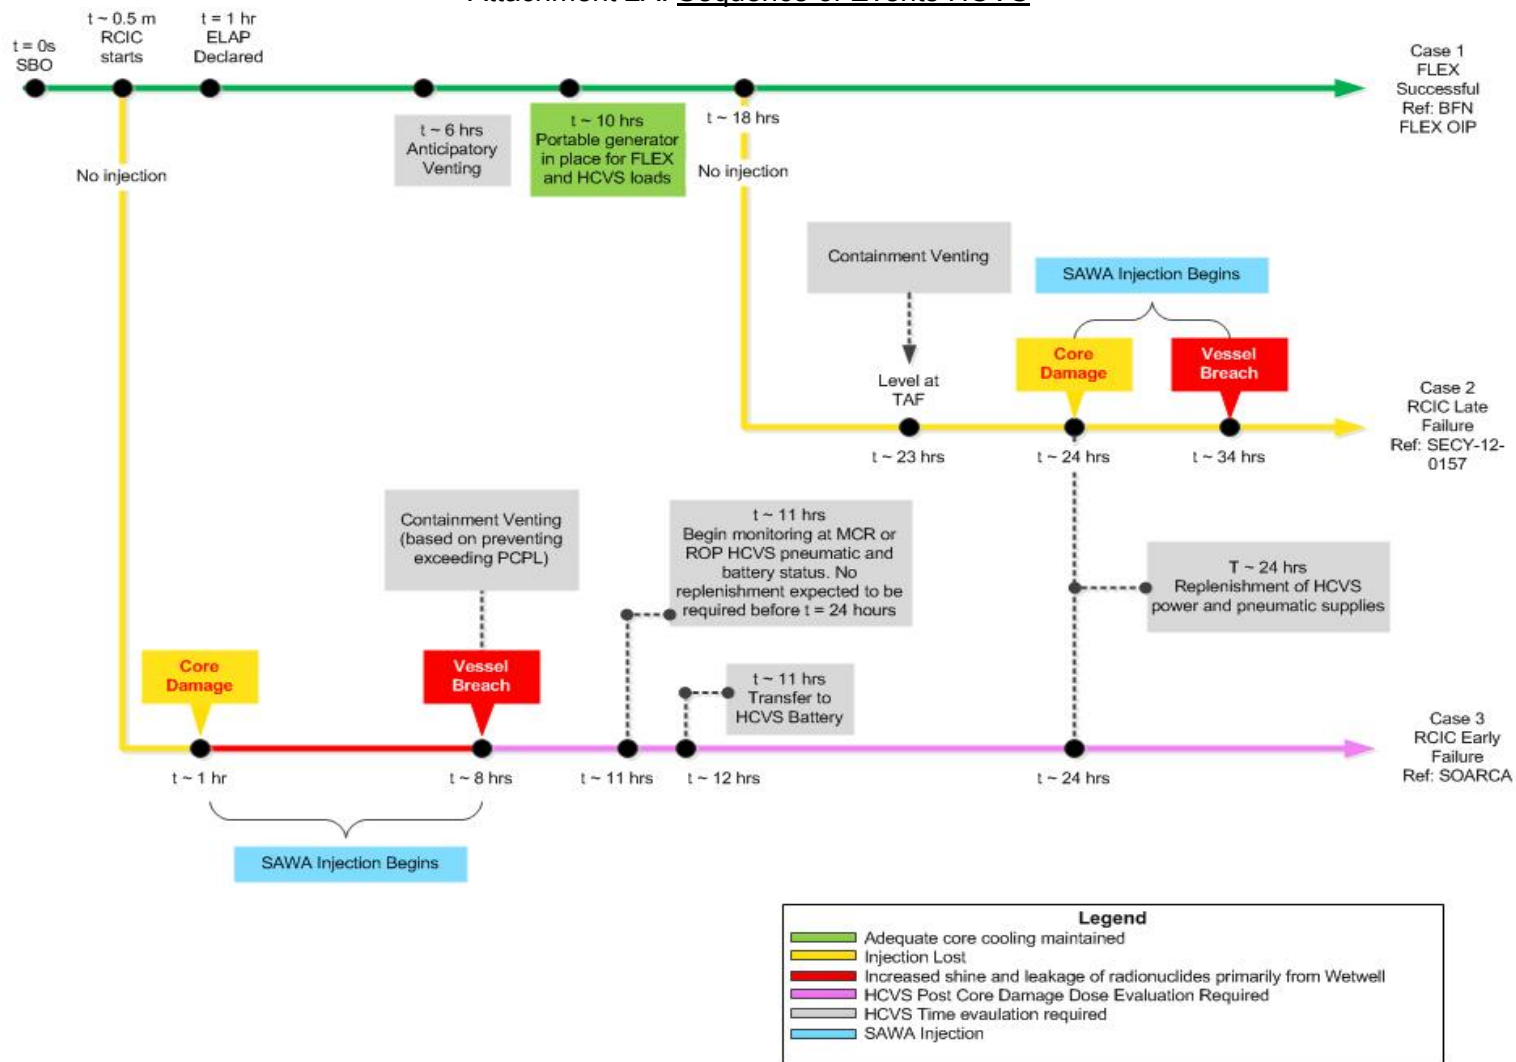 t = 0s
SBO
t ~ 0.5 m
RCIC
starts
t = 1 hr
ELAP
Declared
t ~ 6 hrs
Anticipatory
Venting
t ~ 10 hrs
Portable generator
in place for FLEX
and HCVS loads
t ~ 18 hrs
No injection
No injection
Case 1
FLEX
Successful
Ref: BFN
FLEX OIP
Containment Venting
SAWA Injection Begins
Level at
TAF
Core
Damage
Vessel
Breach
t ~ 23 hrs
t ~ 24 hrs
t ~ 34 hrs
Case 2
RCIC Late
Failure
Ref: SECY-12-
0157
Containment Venting
(based on preventing
exceeding PCPL)
t ~ 11 hrs
Begin monitoring at MCR or
ROP HCVS pneumatic and
battery status. No
replenishment expected to be
required before t = 24 hours
T ~ 24 hrs
Replenishment of HCVS
power and pneumatic supplies
Core
Damage
Vessel
Breach
t ~ 11 hrs
Transfer to
HCVS Battery
t ~ 1 hr
t ~ 8 hrs
t ~ 11 hrs
t ~ 12 hrs
t ~ 24 hrs
Case 3
RCIC Early
Failure
Ref: SOARCA
SAWA Injection Begins
Legend
Adequate core cooling maintained
Injection Lost
Increased shine and leakage of radionuclides primarily from Wetwell
HCVS Post Core Damage Dose Evaluation Required
HCVS Time evaulation required
SAWA Injection